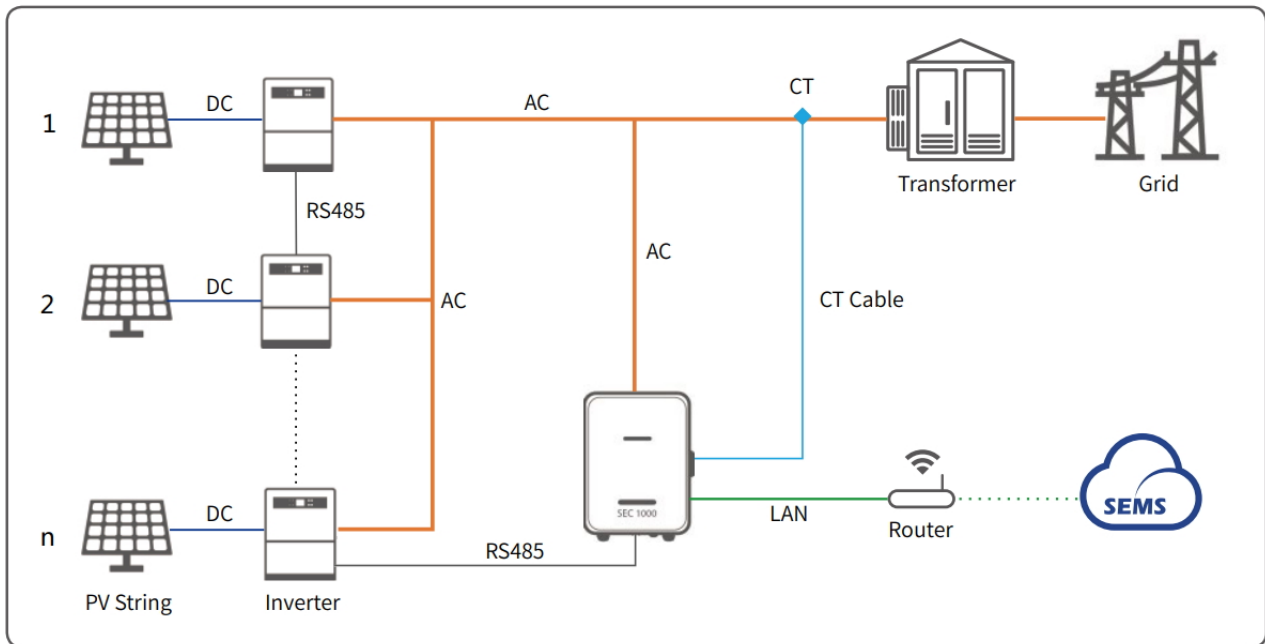 CT
DC
AC
1
Transformer
Grid
RS485
AC
DC
2
AC
CT Cable
SEC 1000
SEMS
DC
LAN
Router
n
RS485
PV String
Inverter